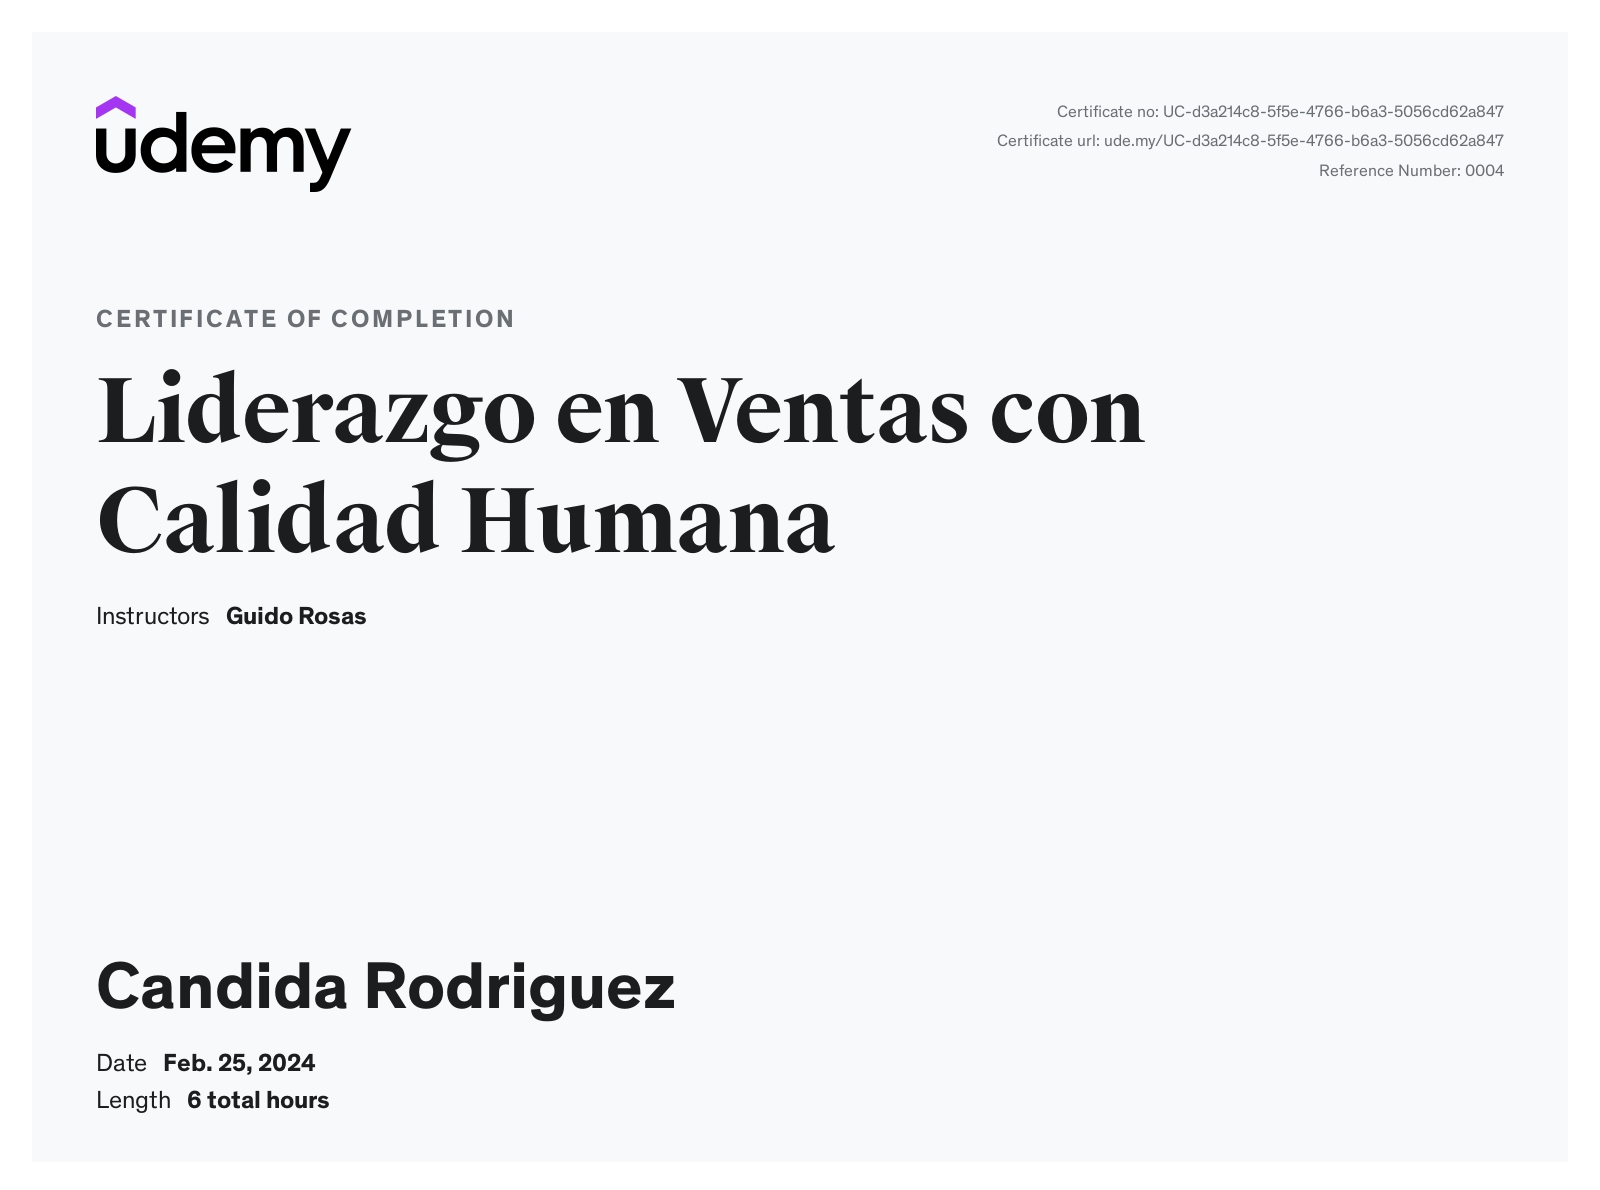 udemy
Certificate no: UC-d3a214c8-5f5e-4766-b6a3-5056cd62a847
Certificate url: ude.my/UC-d3a214c8-5f5e-4766-b6a3-5056cd62a847
Reference Number: 0004
CERTIFICATE OF COMPLETION
Liderazgo en Ventas con
Calidad Humana
Instructors Guido Rosas
Candida Rodriguez
Date Feb. 25, 2024
Length 6 total hours